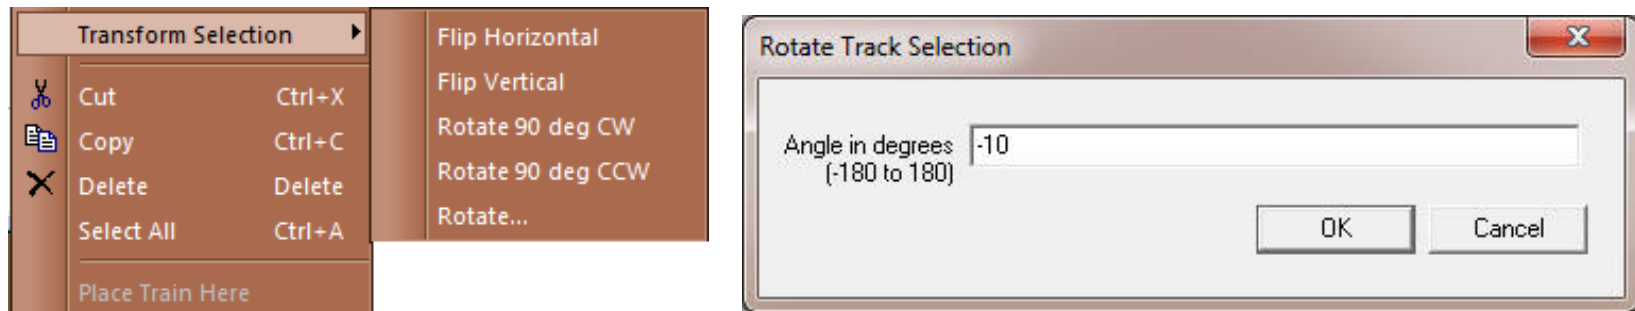 Transform Selection
Cut Ctrl+X
Copy Ctrl+C
Delete Delete
Select All Ctrl+A
Place Train Here
Flip Horizontal
Flip Vertical
Rotate 90 deg CW
Rotate 90 deg CCW
Rotate...
Rotate Track Selection
Angle in degrees
(-180 to 180)
-10
OK
Cancel